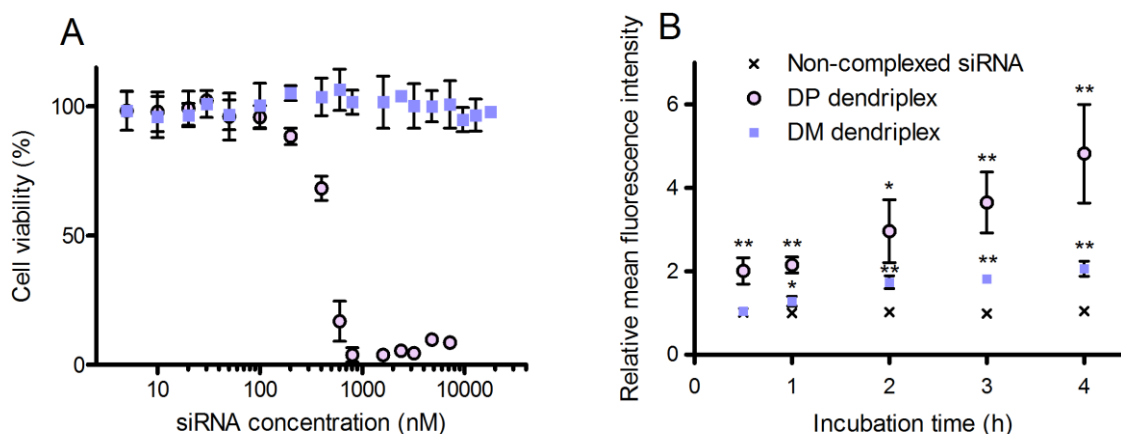 A
Cell viability (%)
100
50
0
10
100
1000
10000
siRNA concentration (nM)
B
Relative mean fluorescence intensity
Non-complexed siRNA
DP dendriplex
DM dendriplex
6
4
2
0
**
**
*
**
**
*
**
**
**
0
1
2
3
4
Incubation time (h)